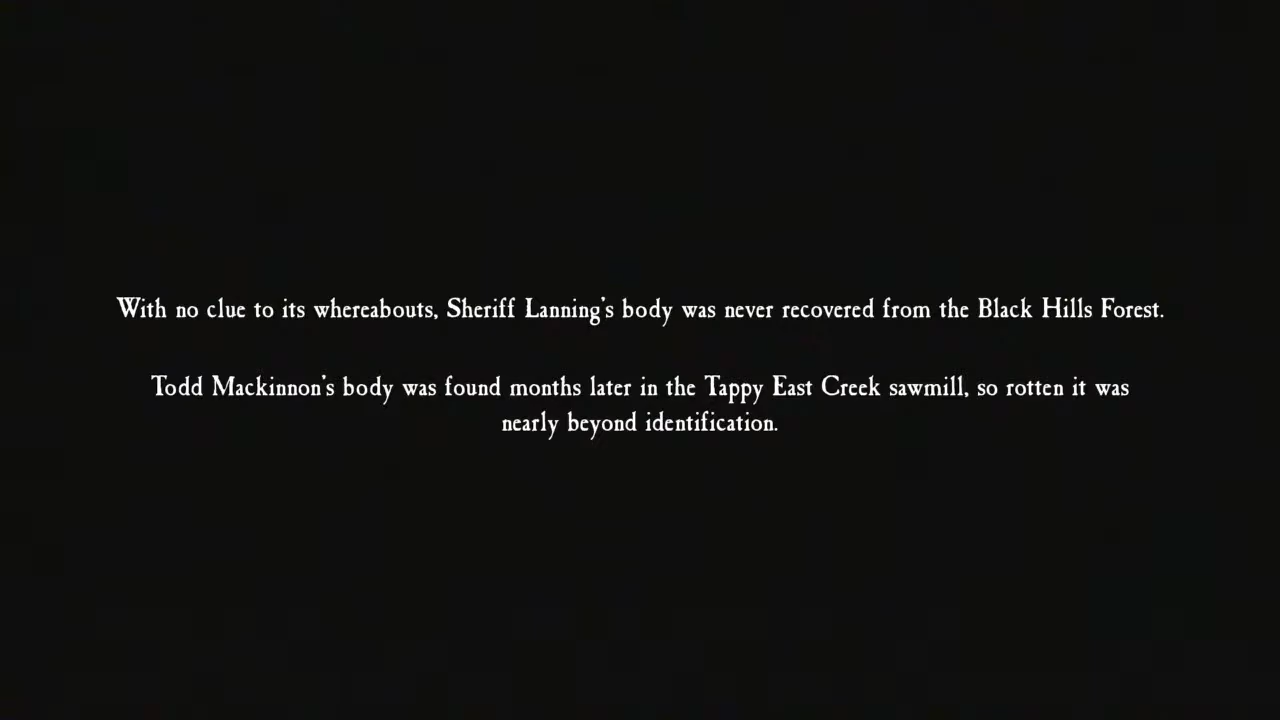 With no clue to its whereabouts, Sheriff Lanning's body was never recovered from the Black Hills Forest.
Todd Mackinnon's body was found months later in the Tappy East Creek sawmill, so rotten it was
nearly beyond identification.